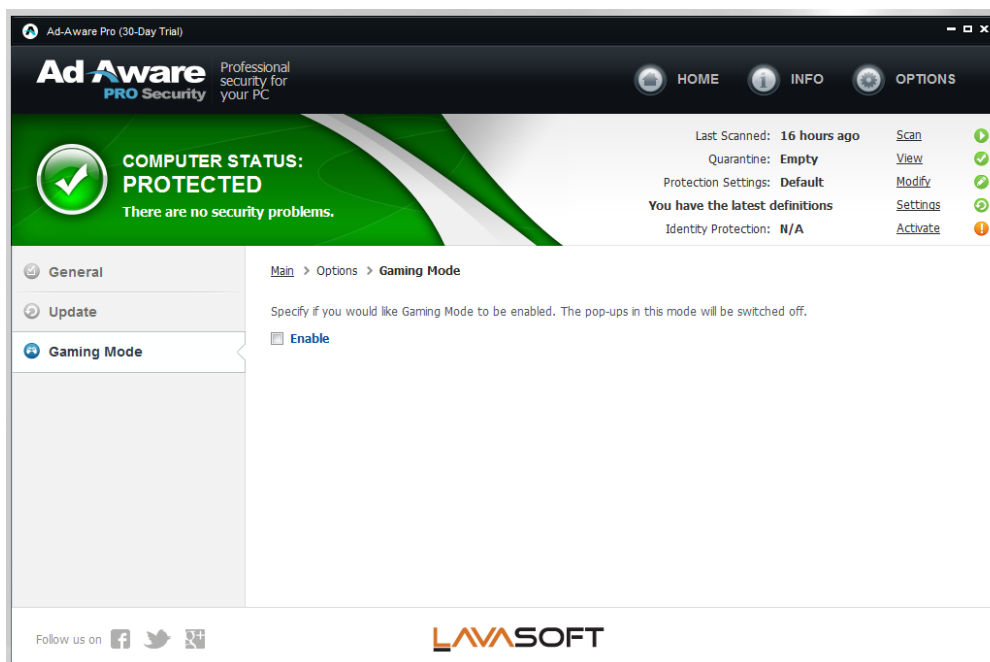 Ad-Aware Pro (30-Day Trial)
Ad-Aware
PRO Security
Professional
security for
your PC
HOME
INFO
OPTIONS
COMPUTER STATUS:
PROTECTED
There are no security problems.
Last Scanned: 16 hours ago Scan
Quarantine: Empty View
Protection Settings: Default Modify
You have the latest definitions Settings
Identity Protection: N/A Activate
General
Update
Gaming Mode
Main > Options > Gaming Mode
Specify if you would like Gaming Mode to be enabled. The pop-ups in this mode will be switched off.
Enable
Follow us on
LAVASOFT